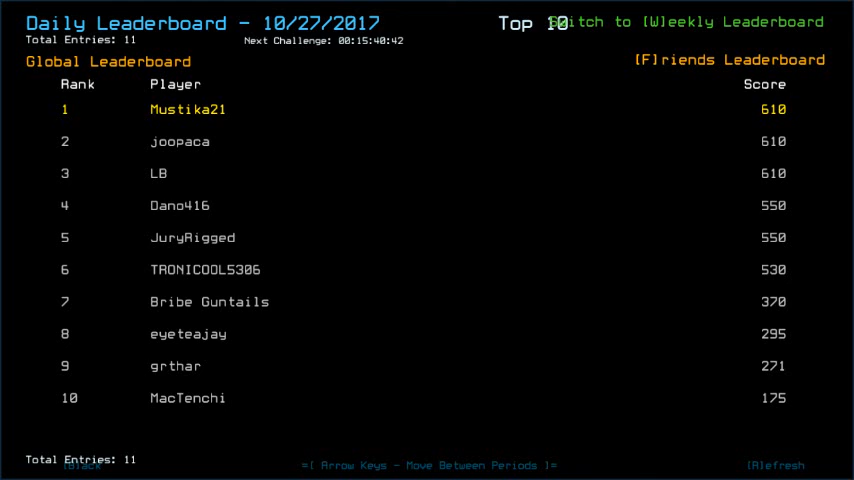 Daily Leaderboard - 10/27/2017 Top 10 Switch to [W]eekly Leaderboard
Total Entries: 11 Next Challenge: 00:15:40:42
Global Leaderboard [F]riends Leaderboard
Rank Player Score
1 Mustika21 610
2 joopaca 610
3 LB 610
4 Dano416 550
5 JuryRigged 550
6 TRONICOOL5306 530
7 Bribe Guntails 370
8 eyeteajay 295
9 grthar 271
10 MacTenchi 175
Total Entries: 11
[B]ack =[ Arrow Keys - Move Between Periods ]= [R]efresh